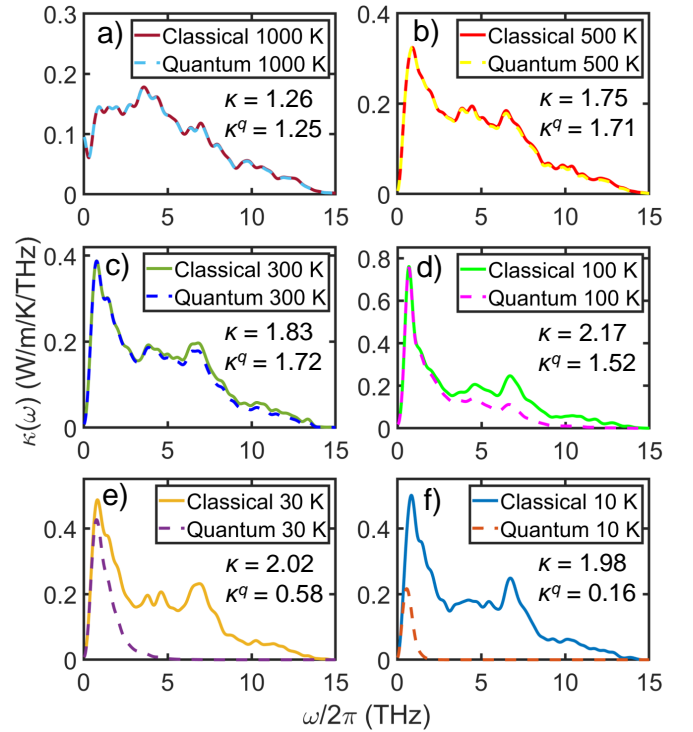 a)
Classical 1000 K
Quantum 1000 K
κ = 1.26
κ^q = 1.25
0.3
0.2
0.1
0
0 5 10 15
b)
Classical 500 K
Quantum 500 K
κ = 1.75
κ^q = 1.71
0.4
0.2
0
0 5 10 15
κ(ω) (W/m/K/THz)
c)
Classical 300 K
Quantum 300 K
κ = 1.83
κ^q = 1.72
0.4
0.2
0
0 5 10 15
d)
Classical 100 K
Quantum 100 K
κ = 2.17
κ^q = 1.52
0.8
0.6
0.4
0.2
0
0 5 10 15
e)
Classical 30 K
Quantum 30 K
κ = 2.02
κ^q = 0.58
0.4
0.2
0
0 5 10 15
f)
Classical 10 K
Quantum 10 K
κ = 1.98
κ^q = 0.16
0.4
0.2
0
0 5 10 15
ω/2π (THz)